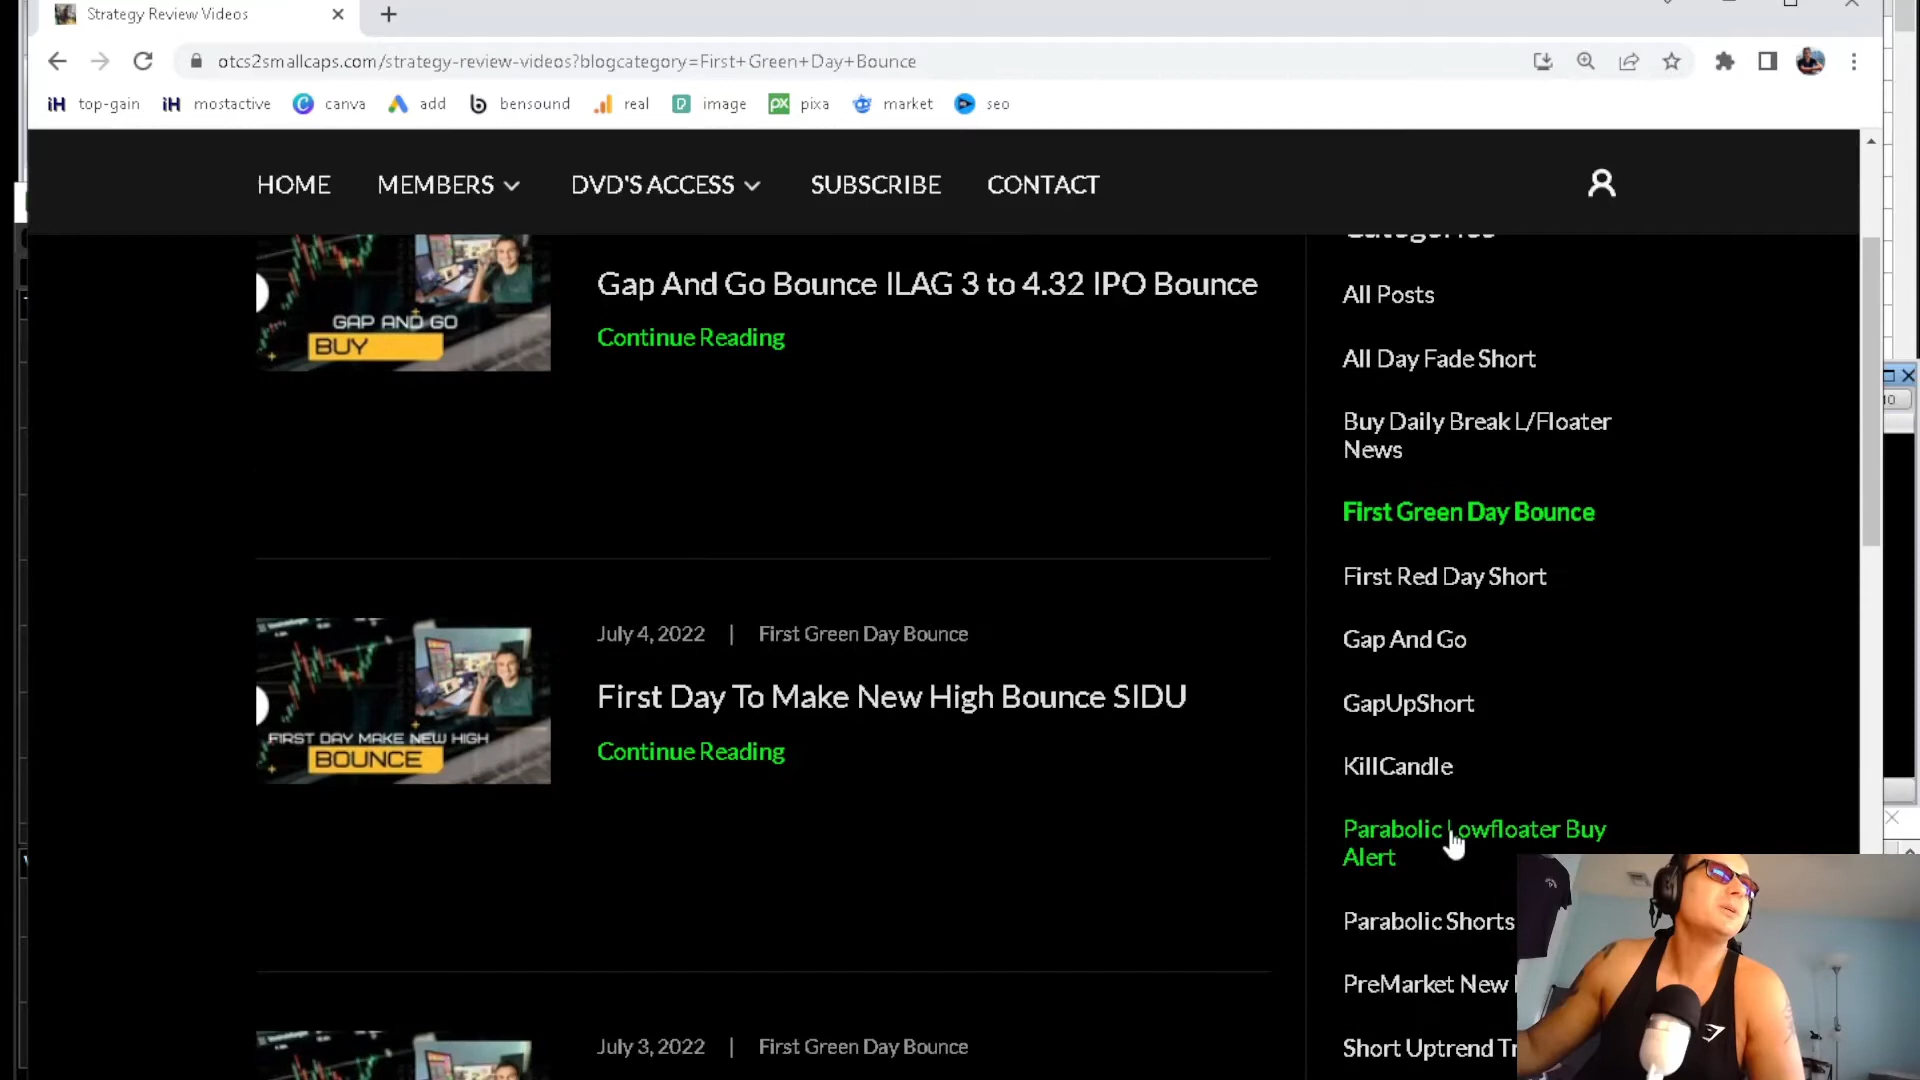 Strategy Review Videos
otcs2smallcaps.com/strategy-review-videos?blogcategory=First+Green+Day+Bounce
top-gain mostactive canva add bensound real image pixa market seo
HOME MEMBERS DVD'S ACCESS SUBSCRIBE CONTACT
GAP AND GO
BUY
Gap And Go Bounce ILAG 3 to 4.32 IPO Bounce
Continue Reading
FIRST DAY MAKE NEW HIGH
BOUNCE
July 4, 2022 | First Green Day Bounce
First Day To Make New High Bounce SIDU
Continue Reading
July 3, 2022 | First Green Day Bounce
Categories
All Posts
All Day Fade Short
Buy Daily Break L/Floater
News
First Green Day Bounce
First Red Day Short
Gap And Go
GapUpShort
KillCandle
Parabolic Lowfloater Buy
Alert
Parabolic Shorts
PreMarket New
Short Uptrend